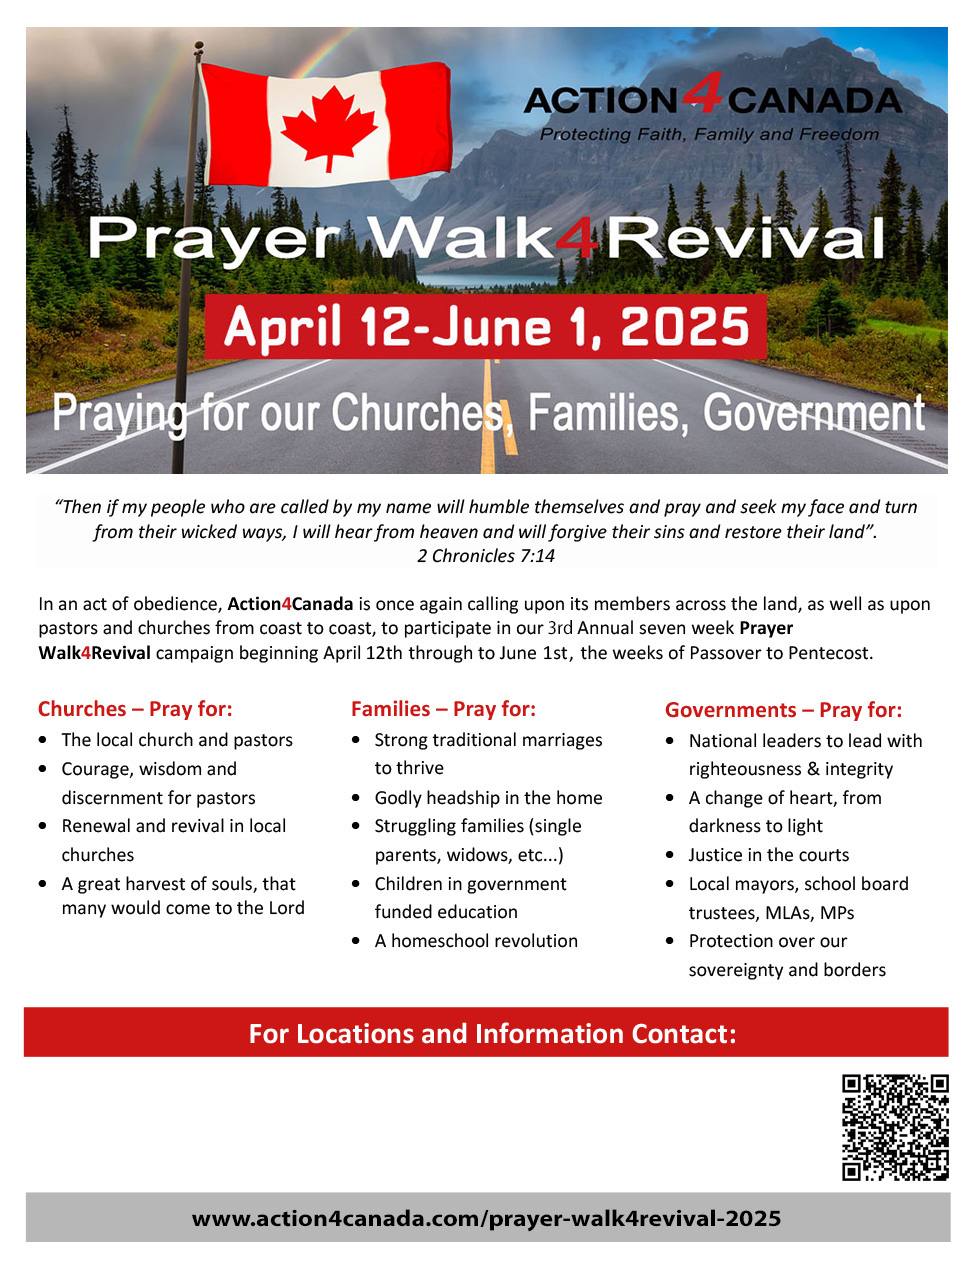 ACTION4CANADA
Protecting Faith, Family and Freedom
Prayer Walk4Revival
April 12-June 1, 2025
Praying for our Churches, Families, Government
“Then if my people who are called by my name will humble themselves and pray and seek my face and turn
from their wicked ways, I will hear from heaven and will forgive their sins and restore their land”.
2 Chronicles 7:14
In an act of obedience, Action4Canada is once again calling upon its members across the land, as well as upon
pastors and churches from coast to coast, to participate in our 3rd Annual seven week Prayer
Walk4Revival campaign beginning April 12th through to June 1st, the weeks of Passover to Pentecost.
Churches – Pray for:
• The local church and pastors
• Courage, wisdom and
discernment for pastors
• Renewal and revival in local
churches
• A great harvest of souls, that
many would come to the Lord
Families – Pray for:
• Strong traditional marriages
to thrive
• Godly headship in the home
• Struggling families (single
parents, widows, etc...)
• Children in government
funded education
• A homeschool revolution
Governments – Pray for:
• National leaders to lead with
righteousness & integrity
• A change of heart, from
darkness to light
• Justice in the courts
• Local mayors, school board
trustees, MLAs, MPs
• Protection over our
sovereignty and borders
For Locations and Information Contact:
www.action4canada.com/prayer-walk4revival-2025